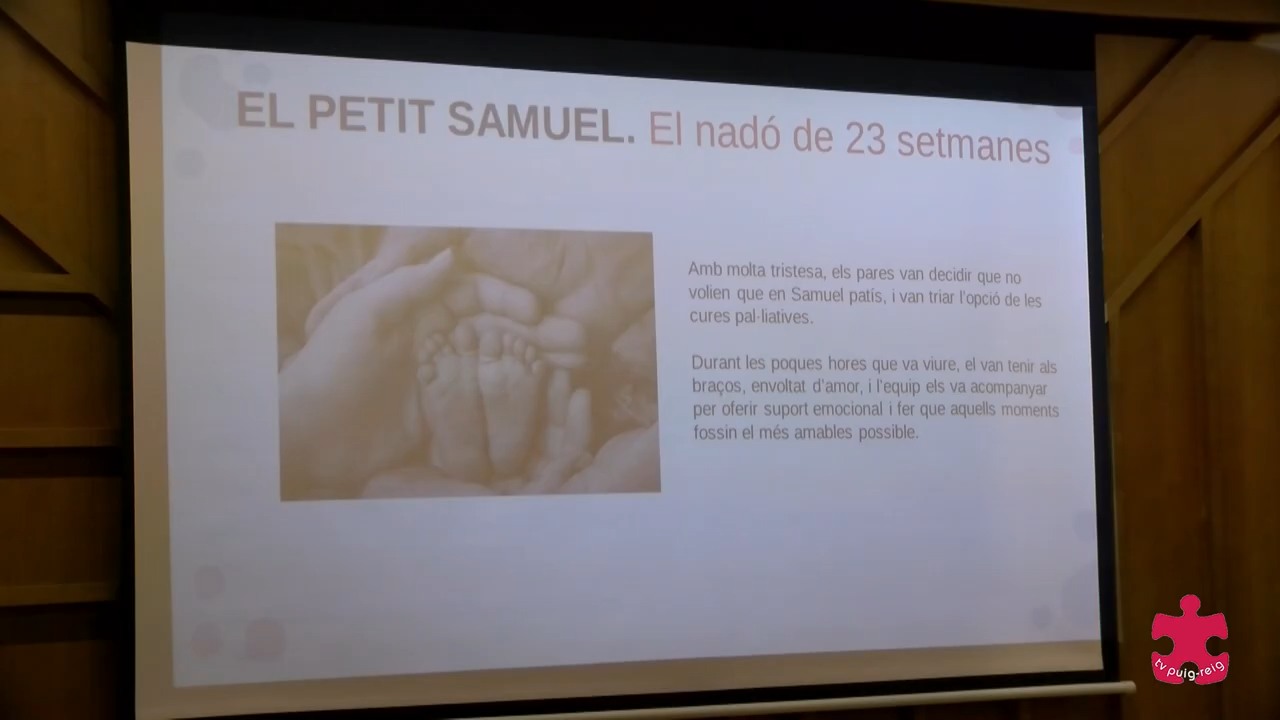 EL PETIT SAMUEL. El nadó de 23 setmanes
Amb molta tristesa, els pares van decidir que no
volien que en Samuel patís, i van triar l'opció de les
cures pal·liatives.
Durant les poques hores que va viure, el van tenir als
braços, envoltat d'amor, i l'equip els va acompanyar
per oferir suport emocional i fer que aquells moments
fossin el més amables possible.
tv puig-reig